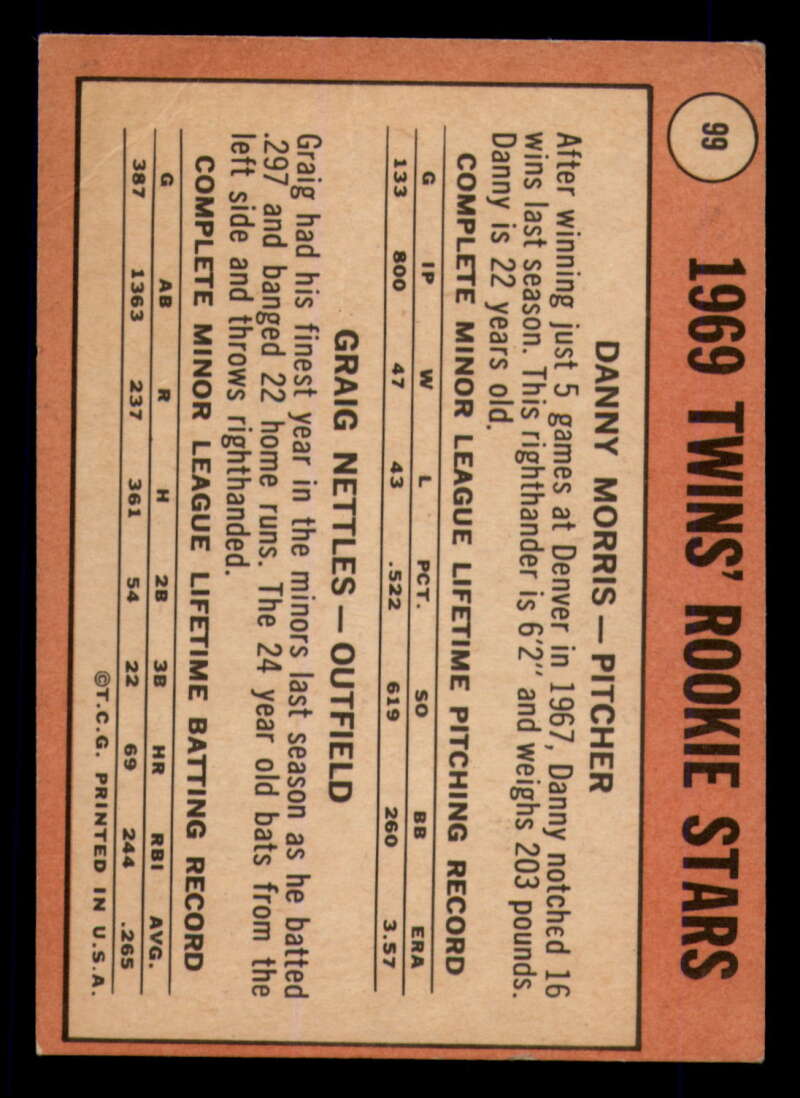 99
1969 TWINS' ROOKIE STARS
DANNY MORRIS — PITCHER
After winning just 5 games at Denver in 1967, Danny notched 16
wins last season. This righthander is 6'2" and weighs 203 pounds.
Danny is 22 years old.
COMPLETE MINOR LEAGUE LIFETIME PITCHING RECORD
G IP W L PCT. SO BB ERA
133 800 47 43 .522 619 260 3.57
GRAIG NETTLES — OUTFIELD
Graig had his finest year in the minors last season as he batted
.297 and banged 22 home runs. The 24 year old bats from the
left side and throws righthanded.
COMPLETE MINOR LEAGUE LIFETIME BATTING RECORD
G AB R H 2B 3B HR RBI AVG.
387 1363 237 361 54 22 69 244 .265
©T.C.G. PRINTED IN U.S.A.